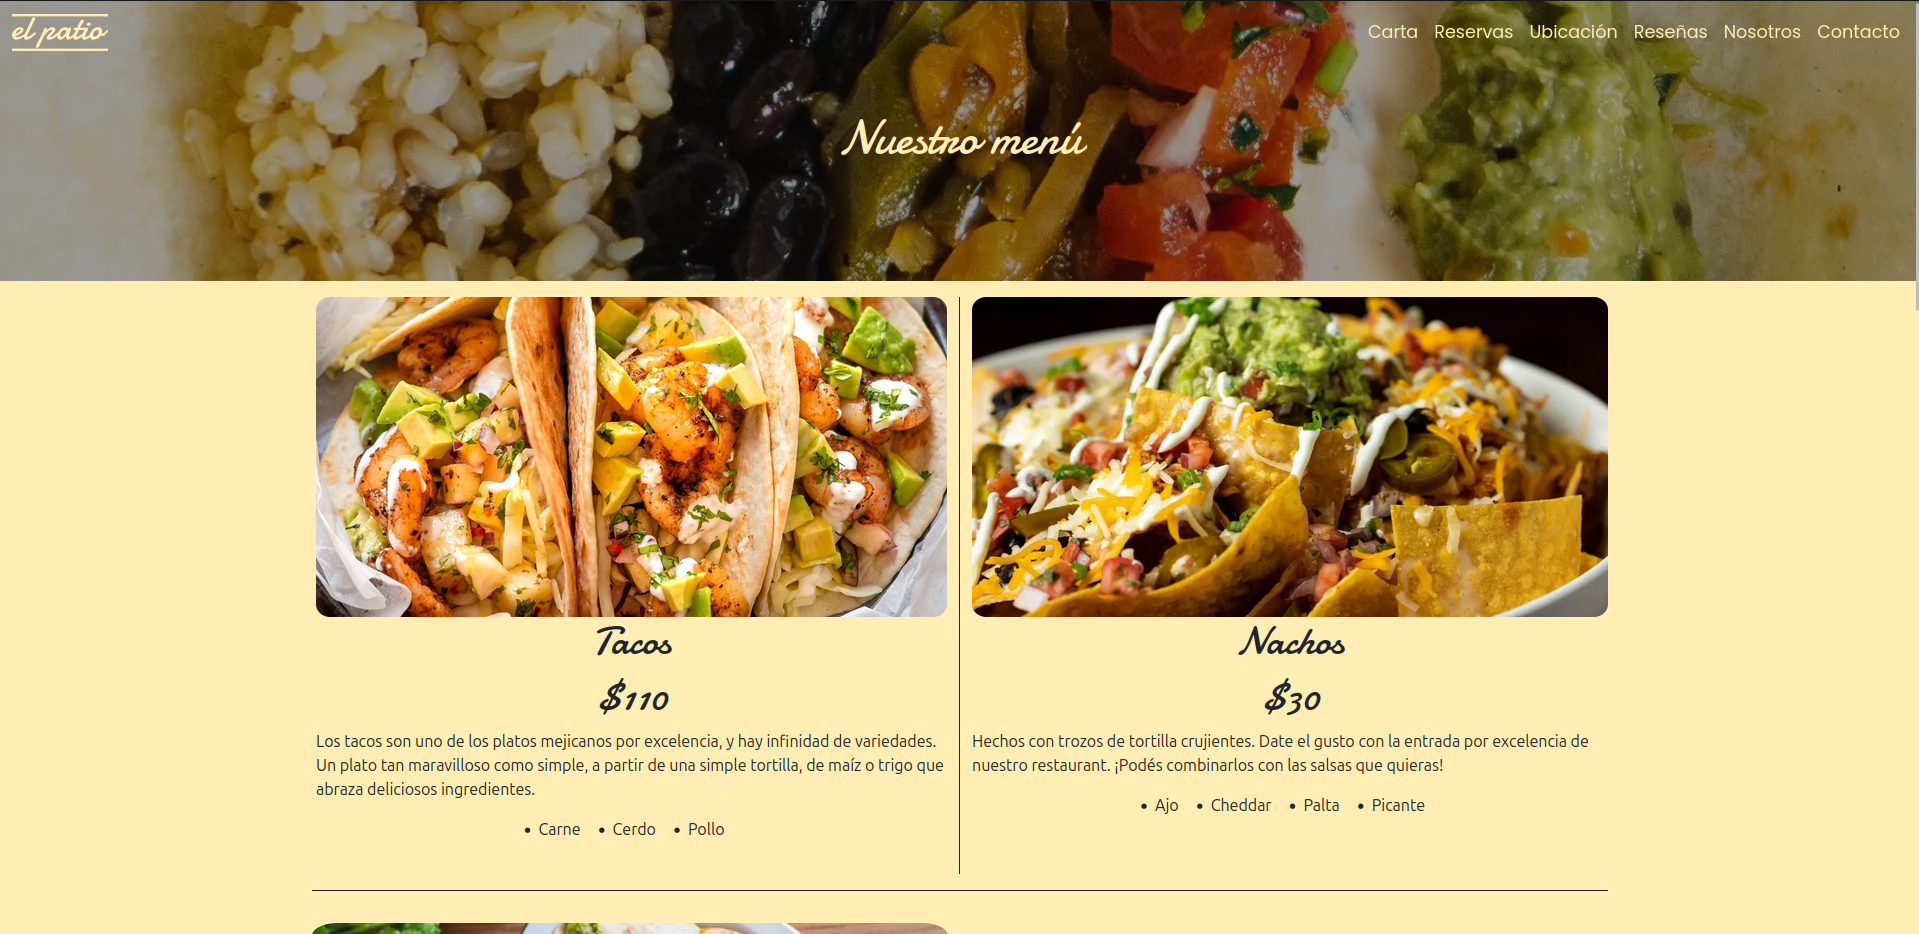 el patio
Carta Reservas Ubicación Reseñas Nosotros Contacto
Nuestro menú
Tacos
$110
Los tacos son uno de los platos mejicanos por excelencia, y hay infinidad de variedades.
Un plato tan maravilloso como simple, a partir de una simple tortilla, de maíz o trigo que
abraza deliciosos ingredientes.
• Carne • Cerdo • Pollo
Nachos
$30
Hechos con trozos de tortilla crujientes. Date el gusto con la entrada por excelencia de
nuestro restaurant. ¡Podés combinarlos con las salsas que quieras!
• Ajo • Cheddar • Palta • Picante